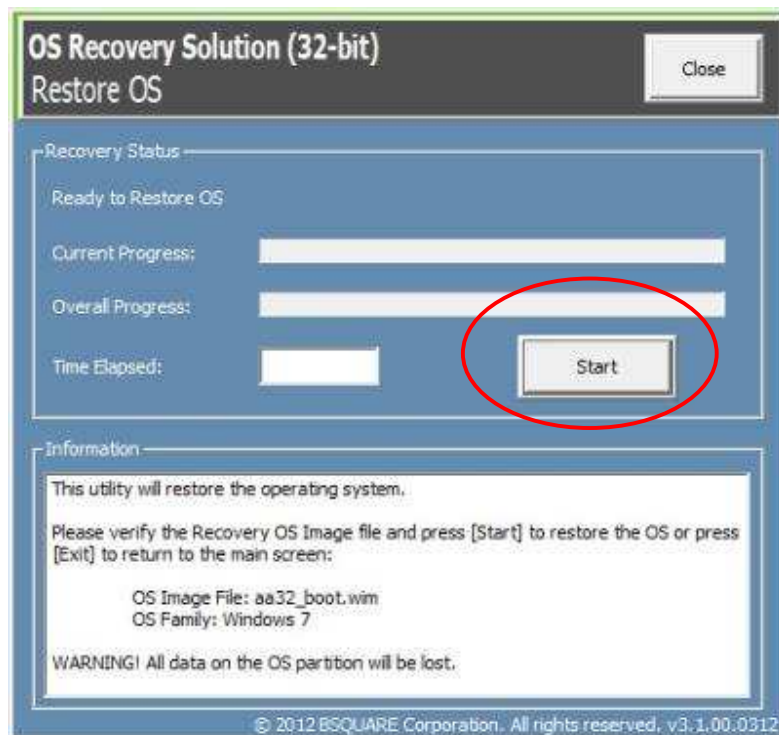 OS Recovery Solution (32-bit)
Restore OS
Close
Recovery Status
Ready to Restore OS
Current Progress:
Overall Progress:
Time Elapsed:
Start
Information
This utility will restore the operating system.
Please verify the Recovery OS Image file and press [Start] to restore the OS or press
[Exit] to return to the main screen:
OS Image File: aa32_boot.wim
OS Family: Windows 7
WARNING! All data on the OS partition will be lost.
© 2012 BSQUARE Corporation. All rights reserved. v3.1.00.0312